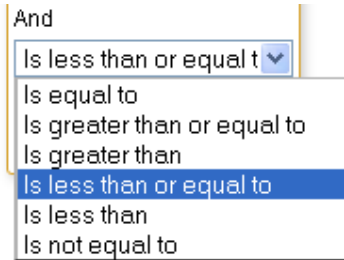 And
Is less than or equal t
Is equal to
Is greater than or equal to
Is greater than
Is less than or equal to
Is less than
Is not equal to